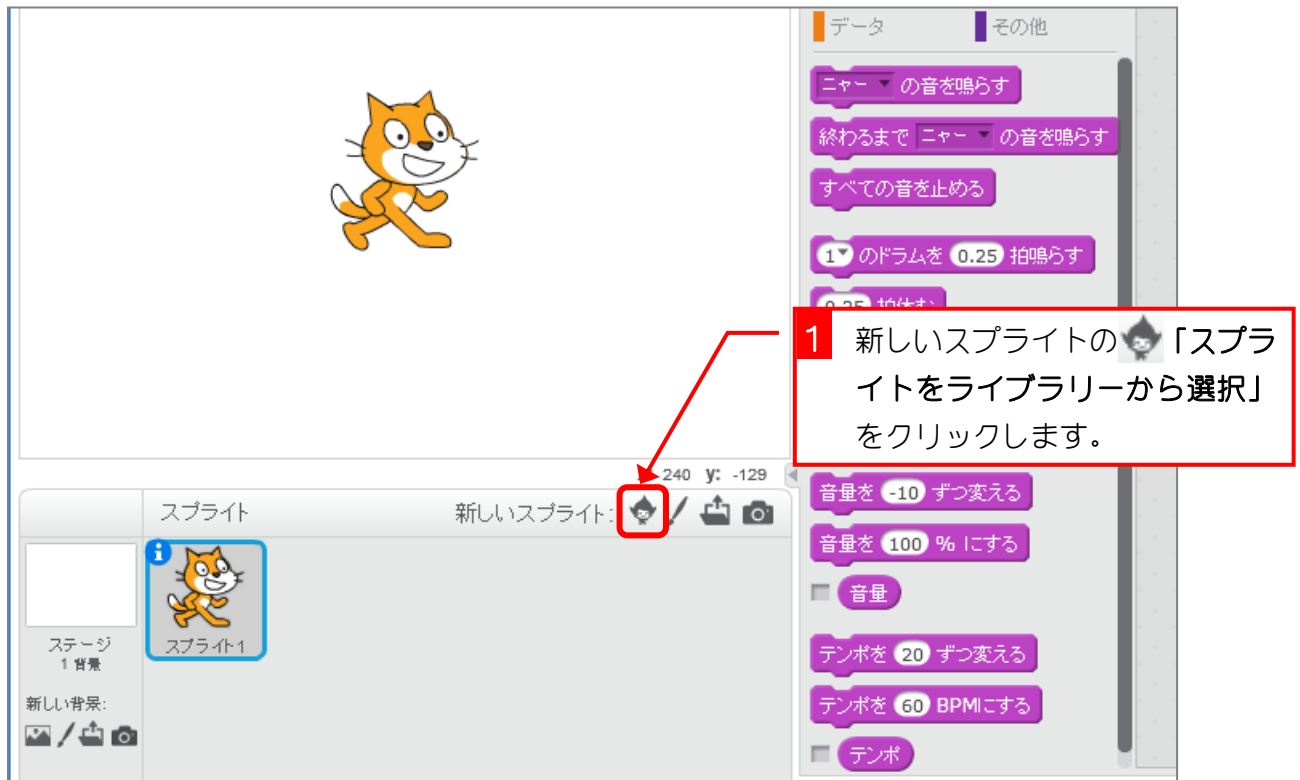 データ その他
ニャー の音を鳴らす
終わるまで ニャー の音を鳴らす
すべての音を止める
1 のドラムを 0.25 拍鳴らす
1 新しいスプライトの「スプラ
イトをライブラリーから選択」
をクリックします。
240 y: -129
スプライト 新しいスプライト:
スプライト1
ステージ
1 背景
新しい背景:
音量を -10 ずつ変える
音量を 100 % にする
音量
テンポを 20 ずつ変える
テンポを 60 BPMにする
テンポ